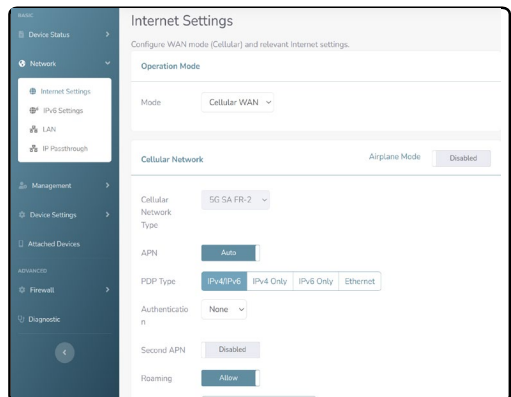 BASIC
Device Status
Network
Internet Settings
IPv6 Settings
LAN
IP Passthrough
Management
Device Settings
Attached Devices
ADVANCED
Firewall
Diagnostic
Internet Settings
Configure WAN mode (Cellular) and relevant Internet settings.
Operation Mode
Mode Cellular WAN
Cellular Network Airplane Mode Disabled
Cellular
Network
Type
5G SA FR-2
APN Auto
PDP Type IPv4/IPv6 IPv4 Only IPv6 Only Ethernet
Authenticatio
n
None
Second APN Disabled
Roaming Allow